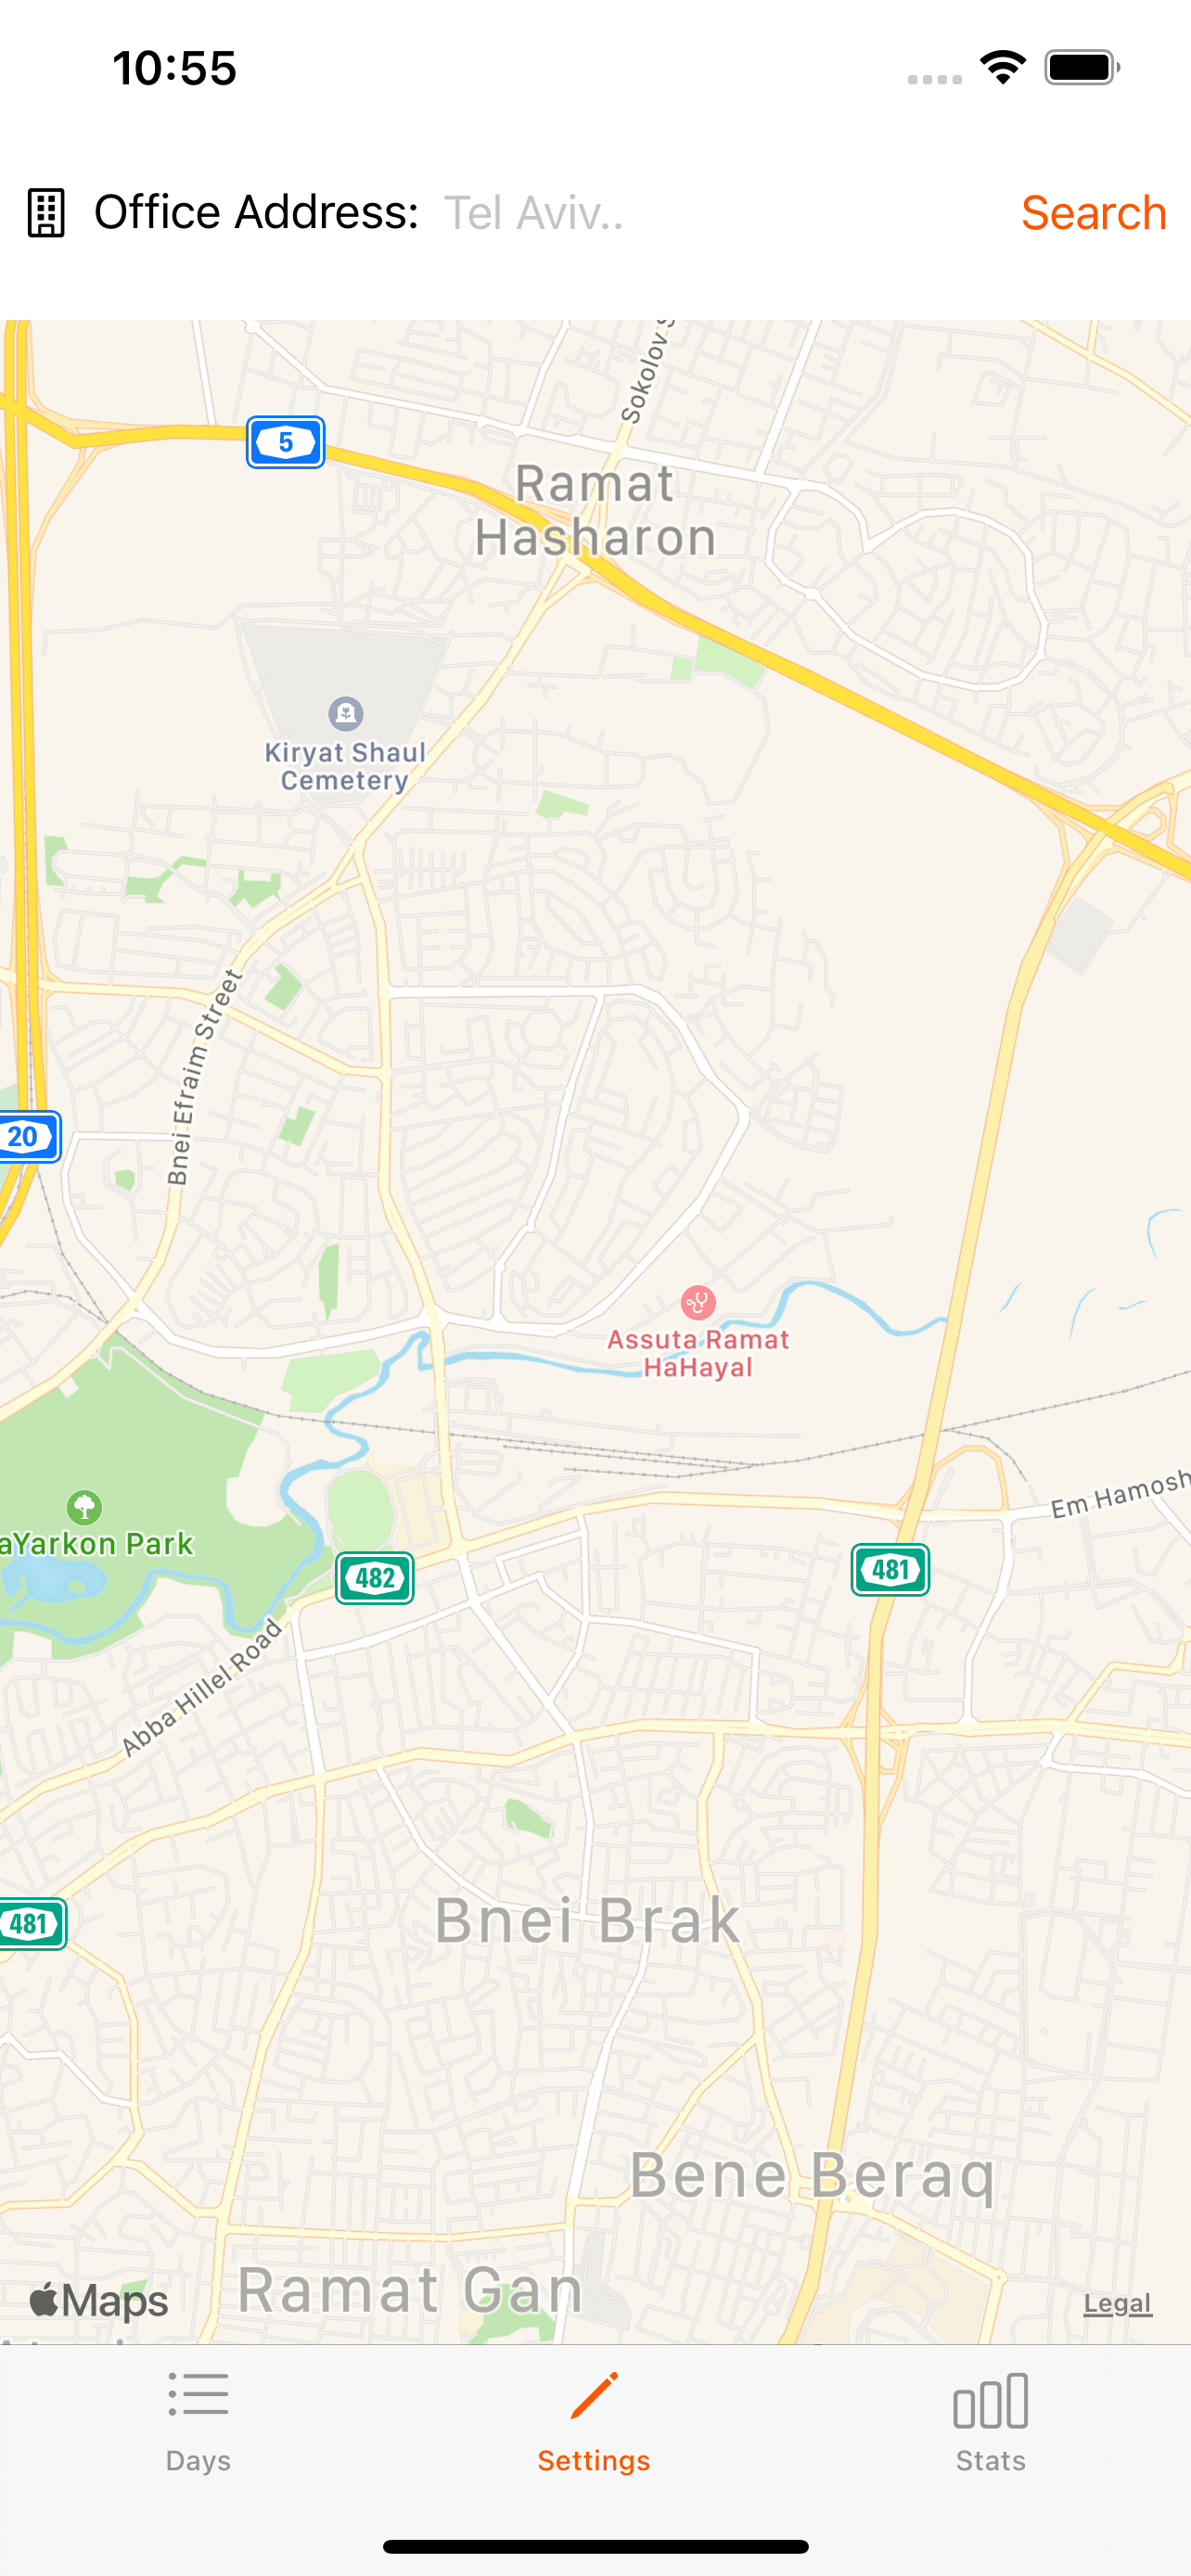 10:55
Office Address: Tel Aviv.. Search
Sokolov S
5
Ramat
Hasharon
Kiryat Shaul
Cemetery
Bnei Efraim Street
20
Assuta Ramat
HaHayal
Em Hamosh
aYarkon Park
482
481
Abba Hillel Road
Bnei Brak
481
Bene Beraq
Ramat Gan
Maps
Legal
Days
Settings
Stats